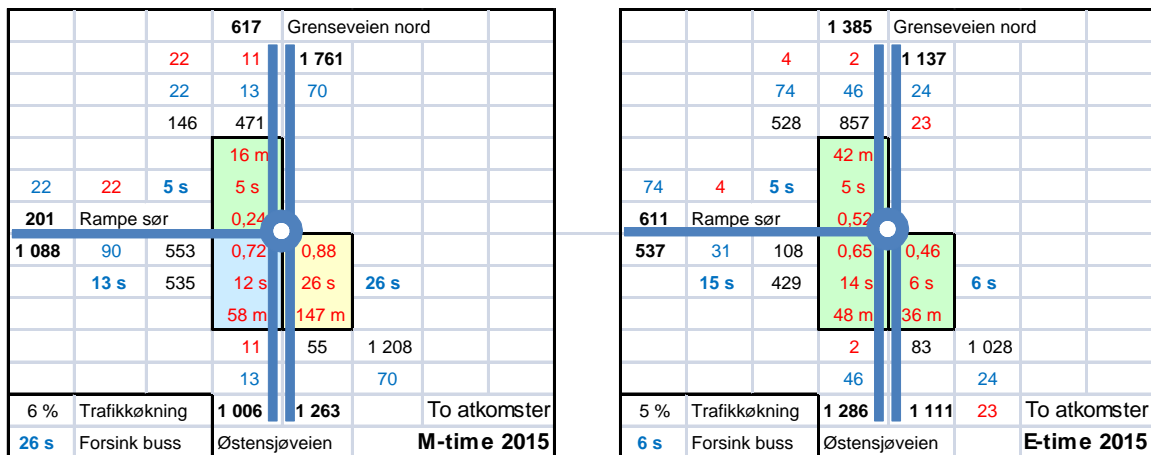 617 Grenseveien nord
22 11 1 761
22 13 70
146 471
16 m
22 22 5 s 5 s
201 Rampe sør 0,24
1 088 90 553 0,72 0,88
13 s 535 12 s 26 s 26 s
58 m 147 m
11 55 1 208
13 70
6 % Trafikkøkning 1 006 1 263 To atkomster
26 s Forsink buss Østensjøveien M-time 2015
1 385 Grenseveien nord
4 2 1 137
74 46 24
528 857 23
42 m
74 4 5 s 5 s
611 Rampe sør 0,52
537 31 108 0,65 0,46
15 s 429 14 s 6 s 6 s
48 m 36 m
2 83 1 028
46 24
5 % Trafikkøkning 1 286 1 111 23 To atkomster
6 s Forsink buss Østensjøveien E-time 2015